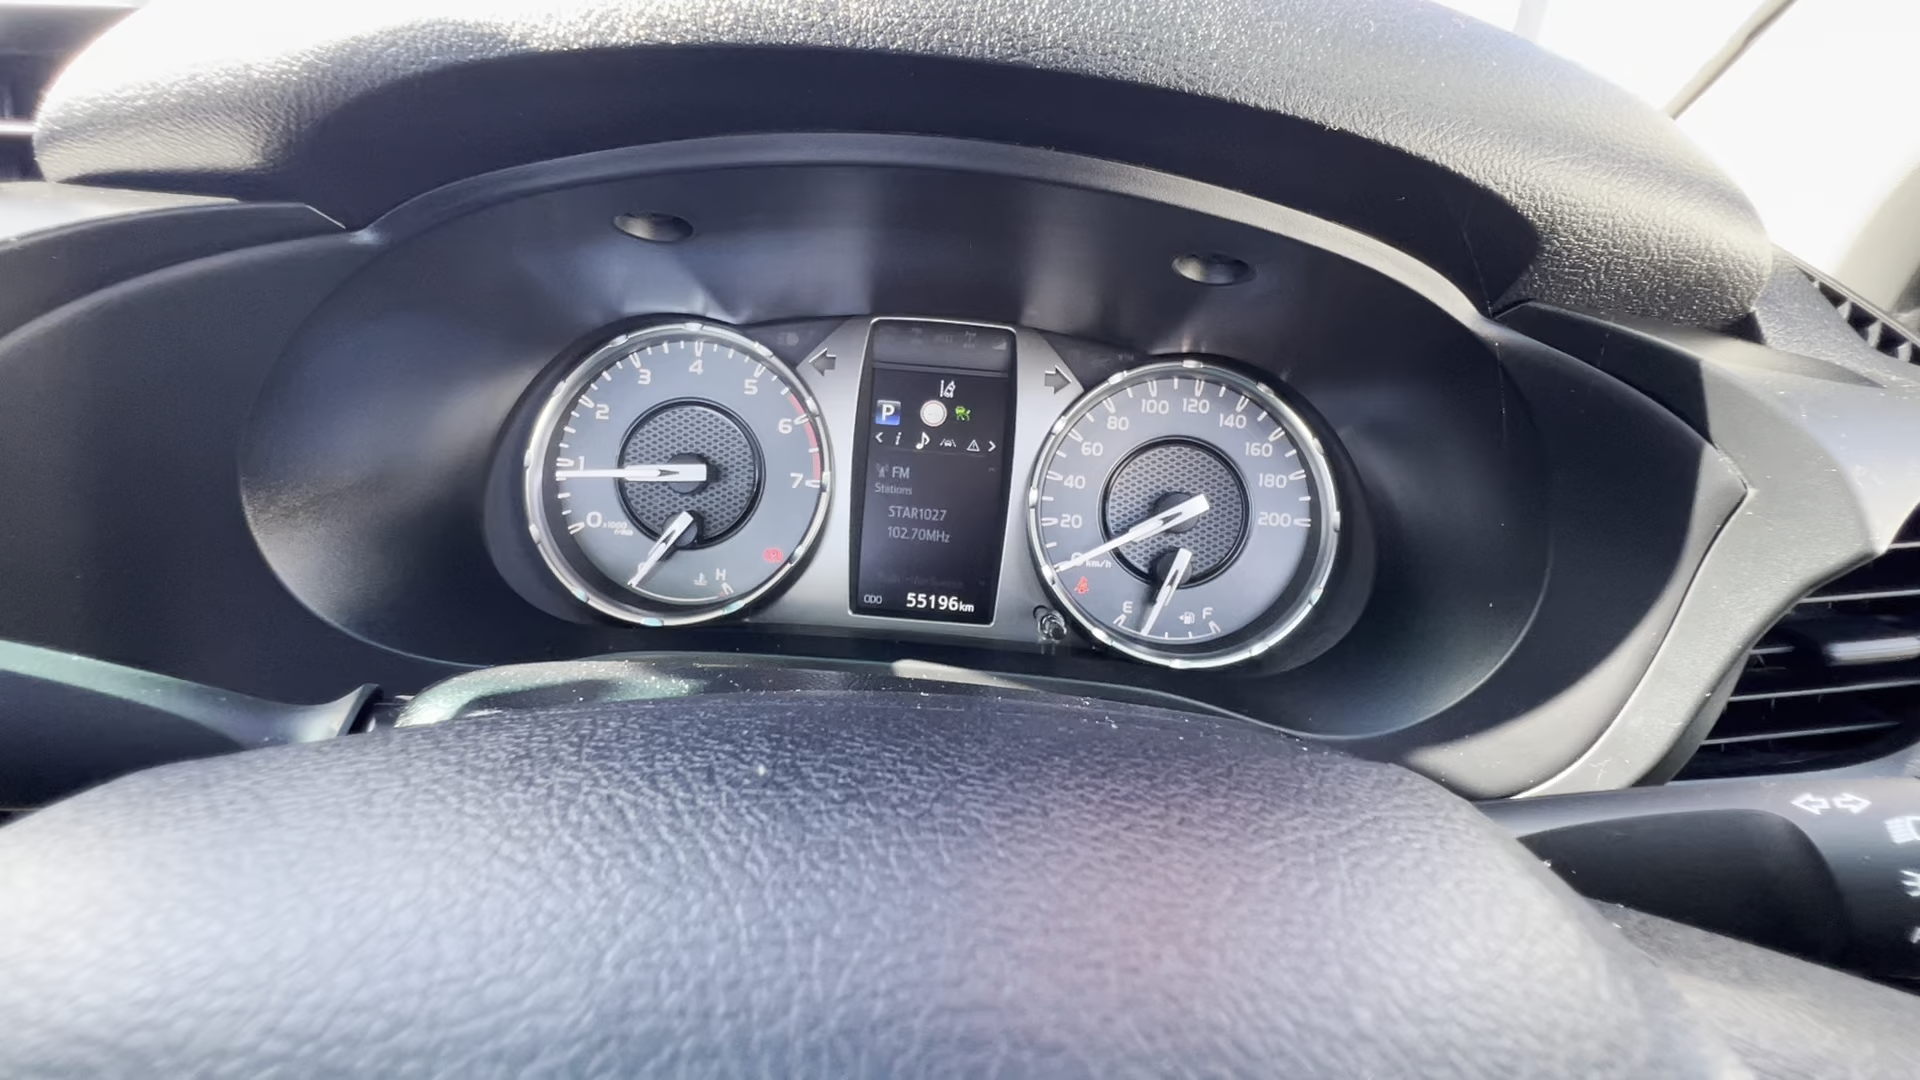 4
3
5
2
6
1
7
0 x1000
r/min
H
P
i
FM
Stations
STAR1027
102.70MHz
ODO 55196km
100 120
80 140
60 160
40 180
20 200
km/h
E F